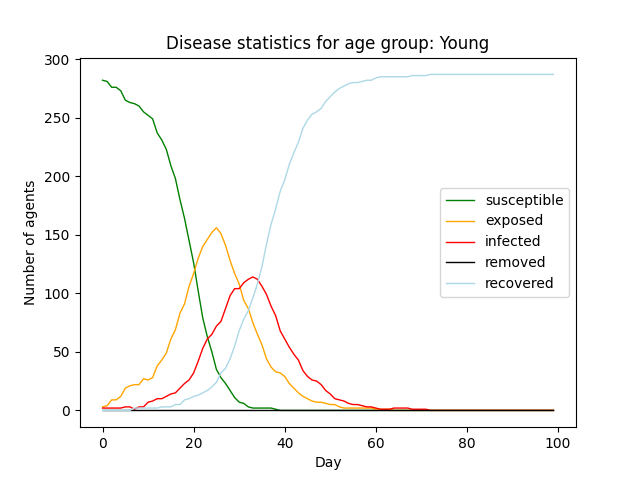 Disease statistics for age group: Young
300
250
200
150
100
50
0
Number of agents
susceptible
exposed
infected
removed
recovered
0 20 40 60 80 100
Day